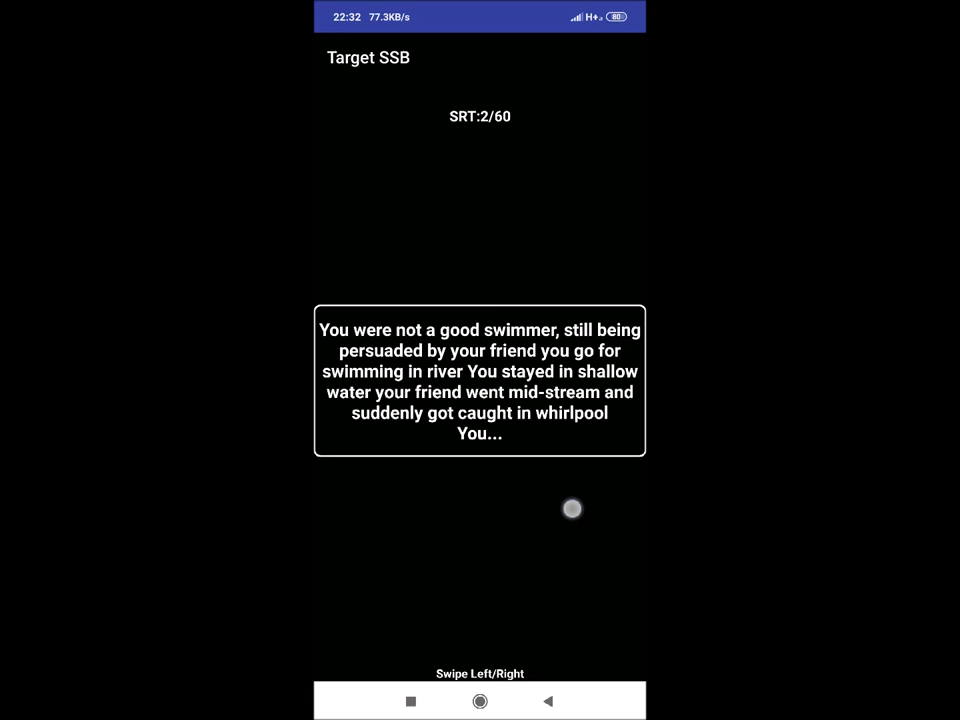 22:32 77.3KB/s H+ 80
Target SSB
SRT:2/60
You were not a good swimmer, still being
persuaded by your friend you go for
swimming in river You stayed in shallow
water your friend went mid-stream and
suddenly got caught in whirlpool
You...
Swipe Left/Right